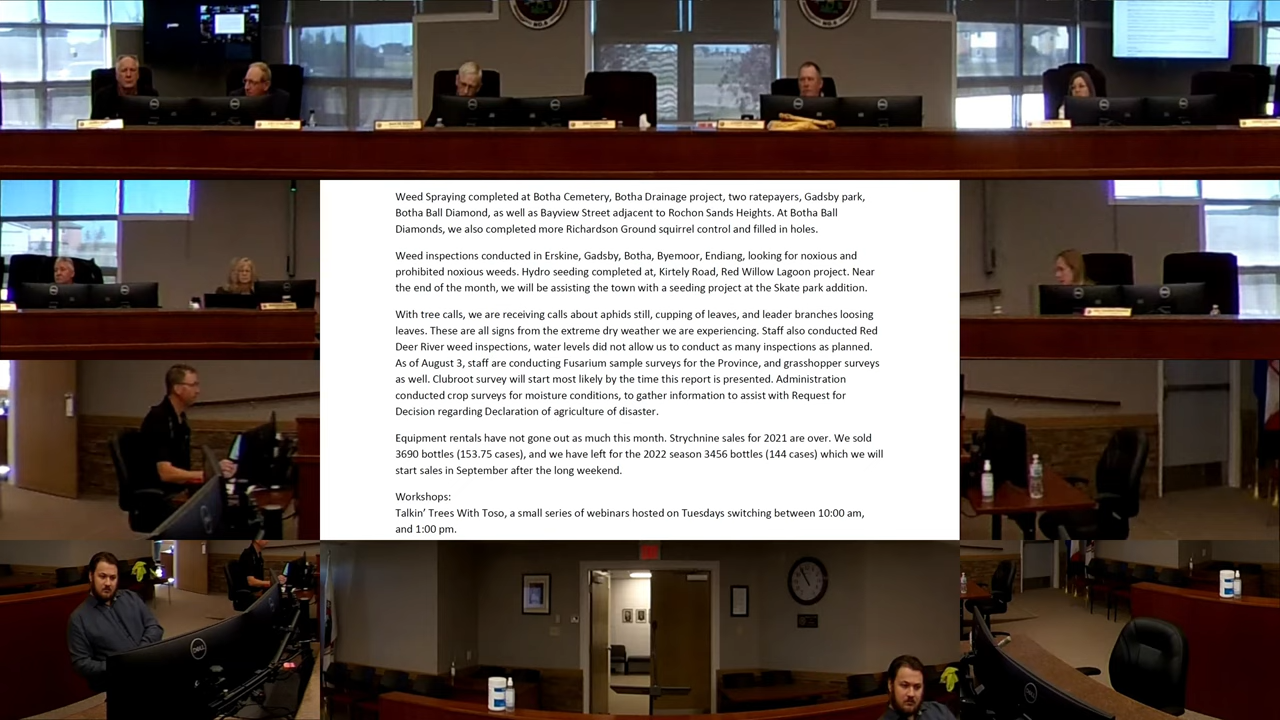 NO.6
Weed Spraying completed at Botha Cemetery, Botha Drainage project, two ratepayers, Gadsby park,
Botha Ball Diamond, as well as Bayview Street adjacent to Rochon Sands Heights. At Botha Ball
Diamonds, we also completed more Richardson Ground squirrel control and filled in holes.
Weed inspections conducted in Erskine, Gadsby, Botha, Byemoor, Endiang, looking for noxious and
prohibited noxious weeds. Hydro seeding completed at, Kirtely Road, Red Willow Lagoon project. Near
the end of the month, we will be assisting the town with a seeding project at the Skate park addition.
With tree calls, we are receiving calls about aphids still, cupping of leaves, and leader branches loosing
leaves. These are all signs from the extreme dry weather we are experiencing. Staff also conducted Red
Deer River weed inspections, water levels did not allow us to conduct as many inspections as planned.
As of August 3, staff are conducting Fusarium sample surveys for the Province, and grasshopper surveys
as well. Clubroot survey will start most likely by the time this report is presented. Administration
conducted crop surveys for moisture conditions, to gather information to assist with Request for
Decision regarding Declaration of agriculture of disaster.
Equipment rentals have not gone out as much this month. Strychnine sales for 2021 are over. We sold
3690 bottles (153.75 cases), and we have left for the 2022 season 3456 bottles (144 cases) which we will
start sales in September after the long weekend.
Workshops:
Talkin’ Trees With Toso, a small series of webinars hosted on Tuesdays switching between 10:00 am,
and 1:00 pm.
DELL